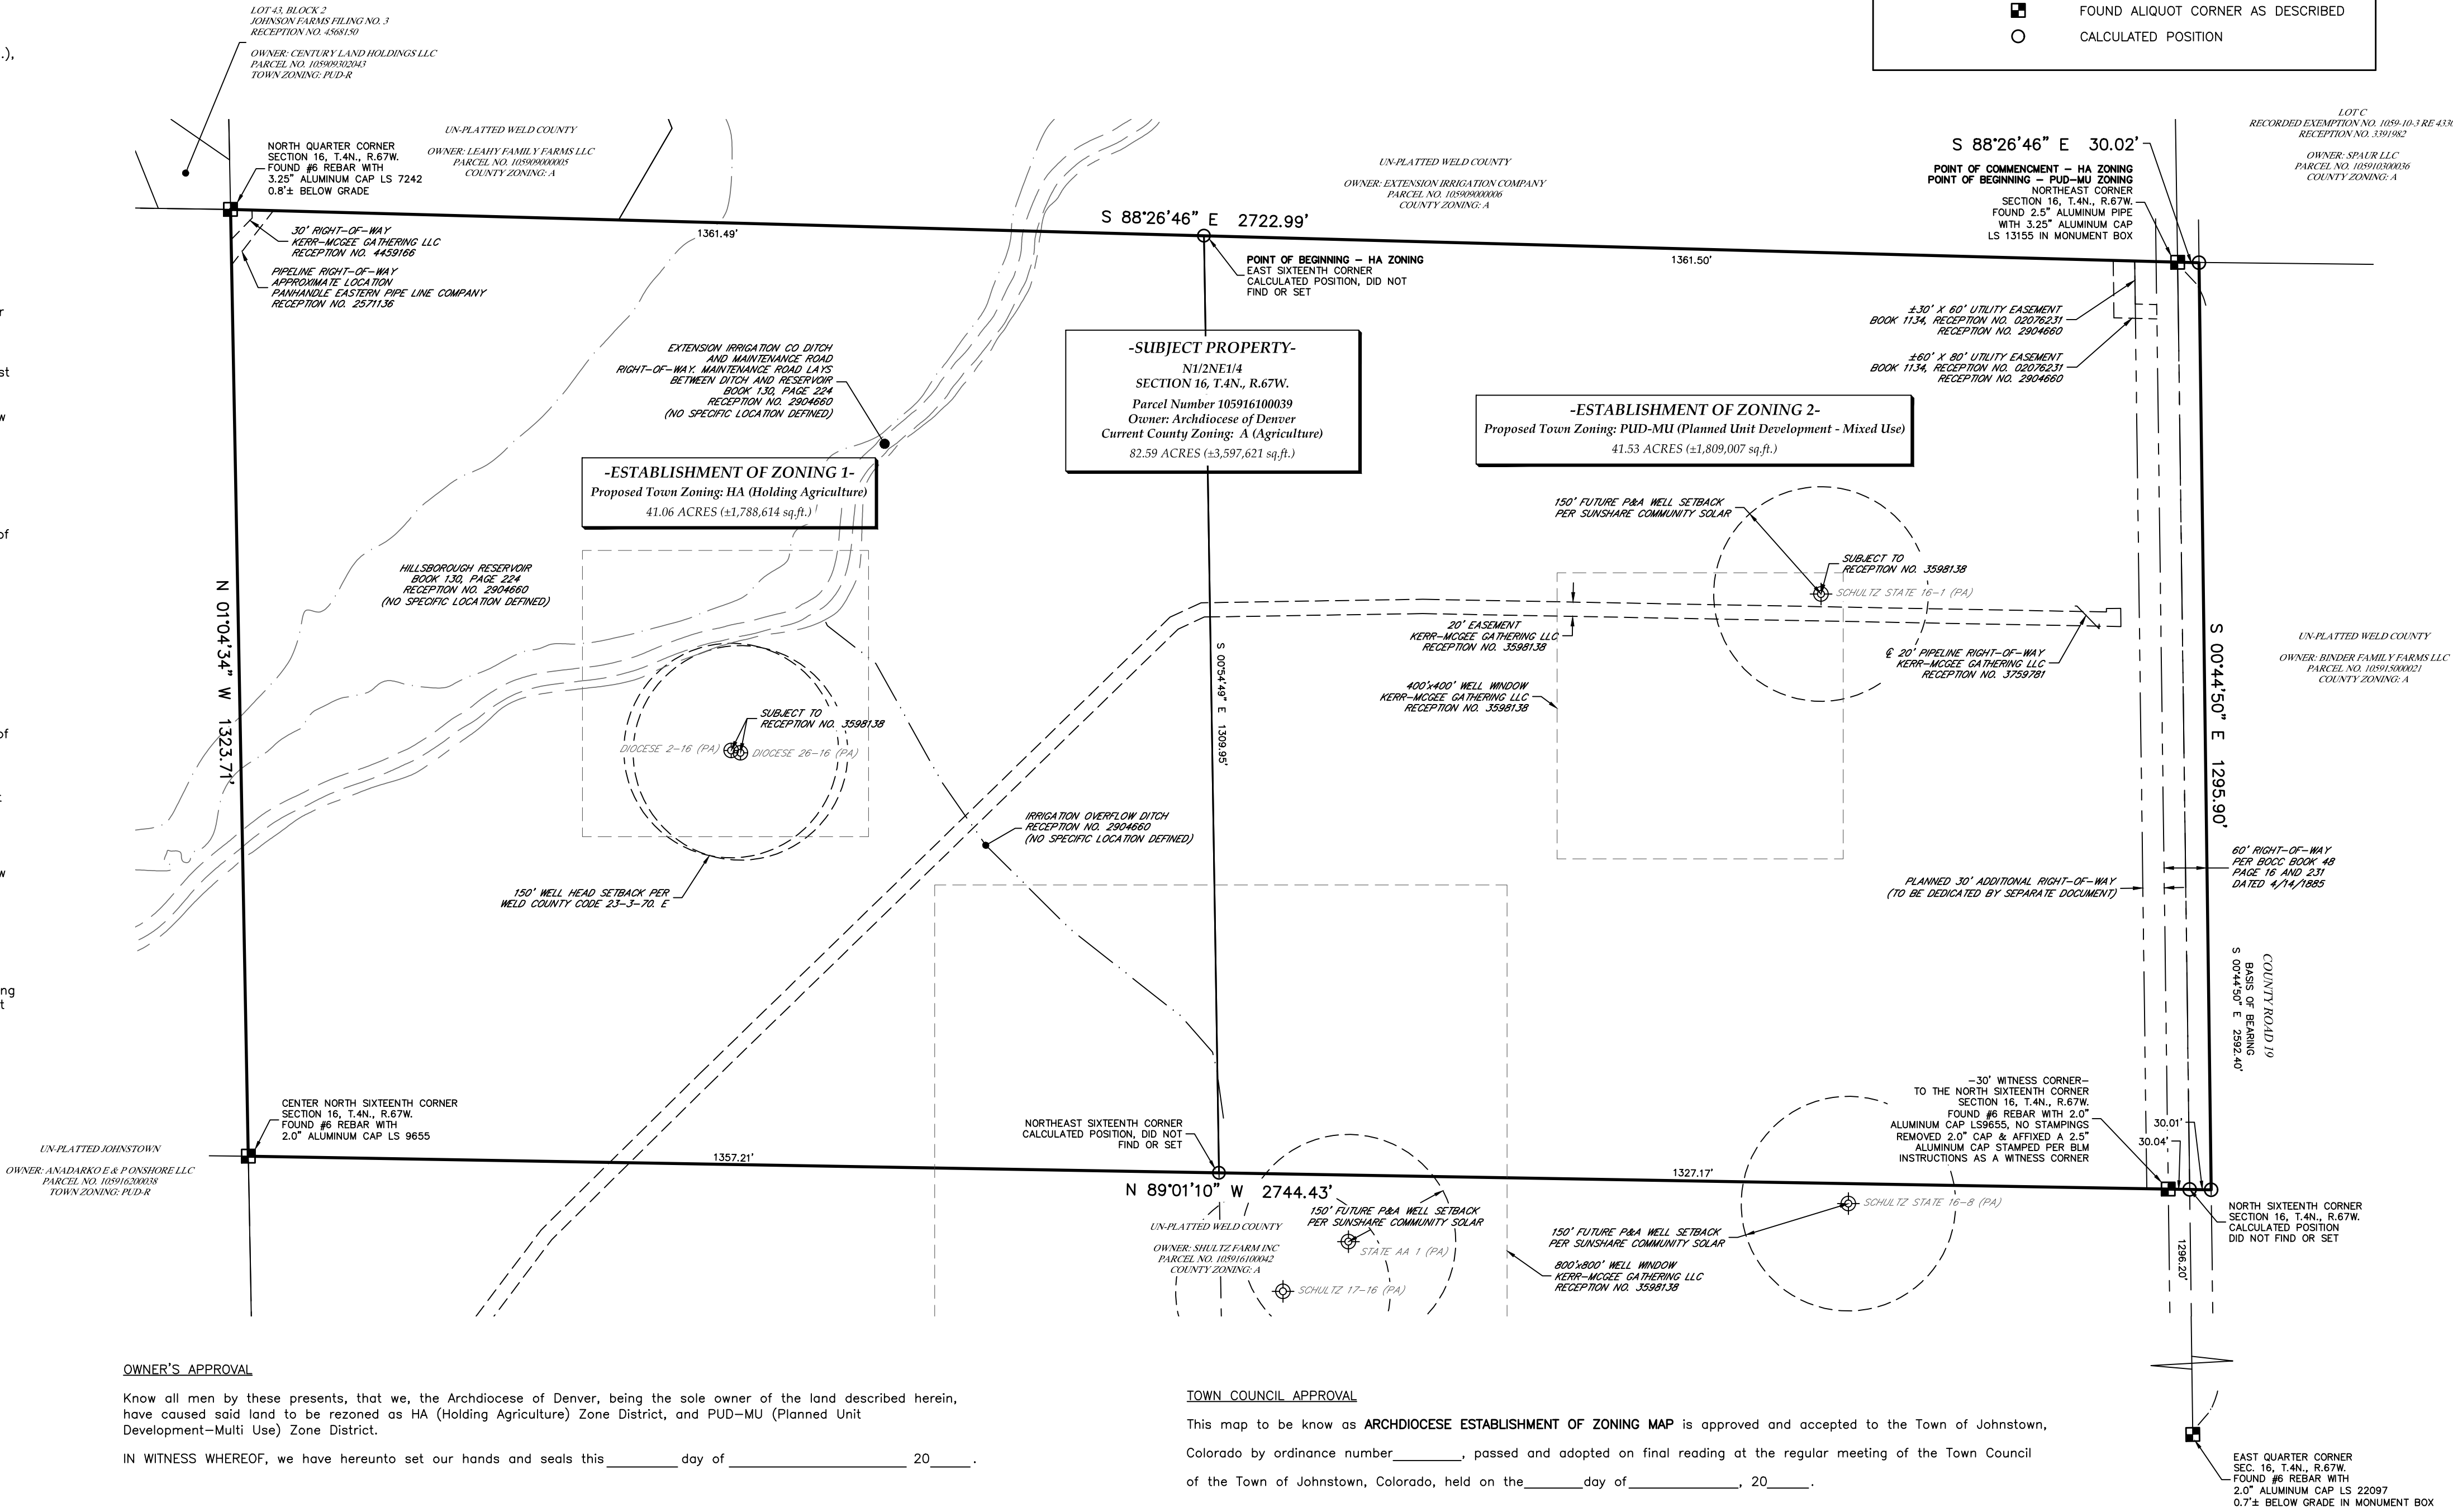 FOUND ALIQUOT CORNER AS DESCRIBED
CALCULATED POSITION
LOT 43, BLOCK 2
JOHNSON FARMS FILING NO. 3
RECEPTION NO. 4568150
OWNER: CENTURY LAND HOLDINGS LLC
PARCEL NO. 105909302043
TOWN ZONING: PUD-R
.),
r
st
w
of
of
t
w
ng
t
NORTH QUARTER CORNER
SECTION 16, T.4N., R.67W.
FOUND #6 REBAR WITH
3.25" ALUMINUM CAP LS 7242
0.8'± BELOW GRADE
UN-PLATTED WELD COUNTY
OWNER: LEAHY FAMILY FARMS LLC
PARCEL NO. 105909000005
COUNTY ZONING: A
UN-PLATTED WELD COUNTY
OWNER: EXTENSION IRRIGATION COMPANY
PARCEL NO. 105909000006
COUNTY ZONING: A
S 88°26'46" E 30.02'
POINT OF COMMENCMENT - HA ZONING
POINT OF BEGINNING - PUD-MU ZONING
NORTHEAST CORNER
SECTION 16, T.4N., R.67W.
FOUND 2.5" ALUMINUM PIPE
WITH 3.25" ALUMINUM CAP
LS 13155 IN MONUMENT BOX
LOT C
RECORDED EXEMPTION NO. 1059-10-3 RE 4330
RECEPTION NO. 3391982
OWNER: SPAUR LLC
PARCEL NO. 105910300036
COUNTY ZONING: A
30' RIGHT-OF-WAY
KERR-MCGEE GATHERING LLC
RECEPTION NO. 4459166
PIPELINE RIGHT-OF-WAY
APPROXIMATE LOCATION
PANHANDLE EASTERN PIPE LINE COMPANY
RECEPTION NO. 2571136
1361.49'
S 88°26'46" E 2722.99'
1361.50'
POINT OF BEGINNING - HA ZONING
EAST SIXTEENTH CORNER
CALCULATED POSITION, DID NOT
FIND OR SET
±30' X 60' UTILITY EASEMENT
BOOK 1134, RECEPTION NO. 02076231
RECEPTION NO. 2904660
±60' X 80' UTILITY EASEMENT
BOOK 1134, RECEPTION NO. 02076231
RECEPTION NO. 2904660
EXTENSION IRRIGATION CO DITCH
AND MAINTENANCE ROAD
RIGHT-OF-WAY. MAINTENANCE ROAD LAYS
BETWEEN DITCH AND RESERVOIR
BOOK 130, PAGE 224
RECEPTION NO. 2904660
(NO SPECIFIC LOCATION DEFINED)
-SUBJECT PROPERTY-
N1/2NE1/4
SECTION 16, T.4N., R.67W.
Parcel Number 105916100039
Owner: Archdiocese of Denver
Current County Zoning: A (Agriculture)
82.59 ACRES (±3,597,621 sq.ft.)
-ESTABLISHMENT OF ZONING 2-
Proposed Town Zoning: PUD-MU (Planned Unit Development - Mixed Use)
41.53 ACRES (±1,809,007 sq.ft.)
-ESTABLISHMENT OF ZONING 1-
Proposed Town Zoning: HA (Holding Agriculture)
41.06 ACRES (±1,788,614 sq.ft.)
150' FUTURE P&A WELL SETBACK
PER SUNSHARE COMMUNITY SOLAR
SUBJECT TO
RECEPTION NO. 3598138
SCHULTZ STATE 16-1 (PA)
HILLSBOROUGH RESERVOIR
BOOK 130, PAGE 224
RECEPTION NO. 2904660
(NO SPECIFIC LOCATION DEFINED)
N 01°04'34" W 1323.71'
20' EASEMENT
KERR-MCGEE GATHERING LLC
RECEPTION NO. 3598138
℄ 20' PIPELINE RIGHT-OF-WAY
KERR-MCGEE GATHERING LLC
RECEPTION NO. 3759781
S 00°54'49" E 1309.95'
S 00°44'50" E 1295.90'
UN-PLATTED WELD COUNTY
OWNER: BINDER FAMILY FARMS LLC
PARCEL NO. 105915000021
COUNTY ZONING: A
400'x400' WELL WINDOW
KERR-MCGEE GATHERING LLC
RECEPTION NO. 3598138
SUBJECT TO
RECEPTION NO. 3598138
DIOCESE 2-16 (PA)
DIOCESE 26-16 (PA)
IRRIGATION OVERFLOW DITCH
RECEPTION NO. 2904660
(NO SPECIFIC LOCATION DEFINED)
150' WELL HEAD SETBACK PER
WELD COUNTY CODE 23-3-70. E
PLANNED 30' ADDITIONAL RIGHT-OF-WAY
(TO BE DEDICATED BY SEPARATE DOCUMENT)
60' RIGHT-OF-WAY
PER BOCC BOOK 48
PAGE 16 AND 231
DATED 4/14/1885
COUNTY ROAD 19
BASIS OF BEARING
S 00°44'50" E 2592.40'
CENTER NORTH SIXTEENTH CORNER
SECTION 16, T.4N., R.67W.
FOUND #6 REBAR WITH
2.0" ALUMINUM CAP LS 9655
UN-PLATTED JOHNSTOWN
OWNER: ANADARKO E & P ONSHORE LLC
PARCEL NO. 105916200038
TOWN ZONING: PUD-R
NORTHEAST SIXTEENTH CORNER
CALCULATED POSITION, DID NOT
FIND OR SET
-30' WITNESS CORNER-
TO THE NORTH SIXTEENTH CORNER
SECTION 16, T.4N., R.67W.
FOUND #6 REBAR WITH 2.0"
ALUMINUM CAP LS9655, NO STAMPINGS
REMOVED 2.0" CAP & AFFIXED A 2.5"
ALUMINUM CAP STAMPED PER BLM
INSTRUCTIONS AS A WITNESS CORNER
30.01'
30.04'
1357.21'
1327.17'
N 89°01'10" W 2744.43'
UN-PLATTED WELD COUNTY
OWNER: SHULTZ FARM INC
PARCEL NO. 105916100042
COUNTY ZONING: A
150' FUTURE P&A WELL SETBACK
PER SUNSHARE COMMUNITY SOLAR
STATE AA 1 (PA)
SCHULTZ 17-16 (PA)
SCHULTZ STATE 16-8 (PA)
150' FUTURE P&A WELL SETBACK
PER SUNSHARE COMMUNITY SOLAR
800'x800' WELL WINDOW
KERR-MCGEE GATHERING LLC
RECEPTION NO. 3598138
NORTH SIXTEENTH CORNER
SECTION 16, T.4N., R.67W.
CALCULATED POSITION
DID NOT FIND OR SET
1296.20'
OWNER'S APPROVAL
Know all men by these presents, that we, the Archdiocese of Denver, being the sole owner of the land described herein,
have caused said land to be rezoned as HA (Holding Agriculture) Zone District, and PUD-MU (Planned Unit
Development-Multi Use) Zone District.
IN WITNESS WHEREOF, we have hereunto set our hands and seals this ______ day of ______ 20____.
TOWN COUNCIL APPROVAL
This map to be know as ARCHDIOCESE ESTABLISHMENT OF ZONING MAP is approved and accepted to the Town of Johnstown,
Colorado by ordinance number______, passed and adopted on final reading at the regular meeting of the Town Council
of the Town of Johnstown, Colorado, held on the______day of______, 20____.
EAST QUARTER CORNER
SEC. 16, T.4N., R.67W.
FOUND #6 REBAR WITH
2.0" ALUMINUM CAP LS 22097
0.7'± BELOW GRADE IN MONUMENT BOX